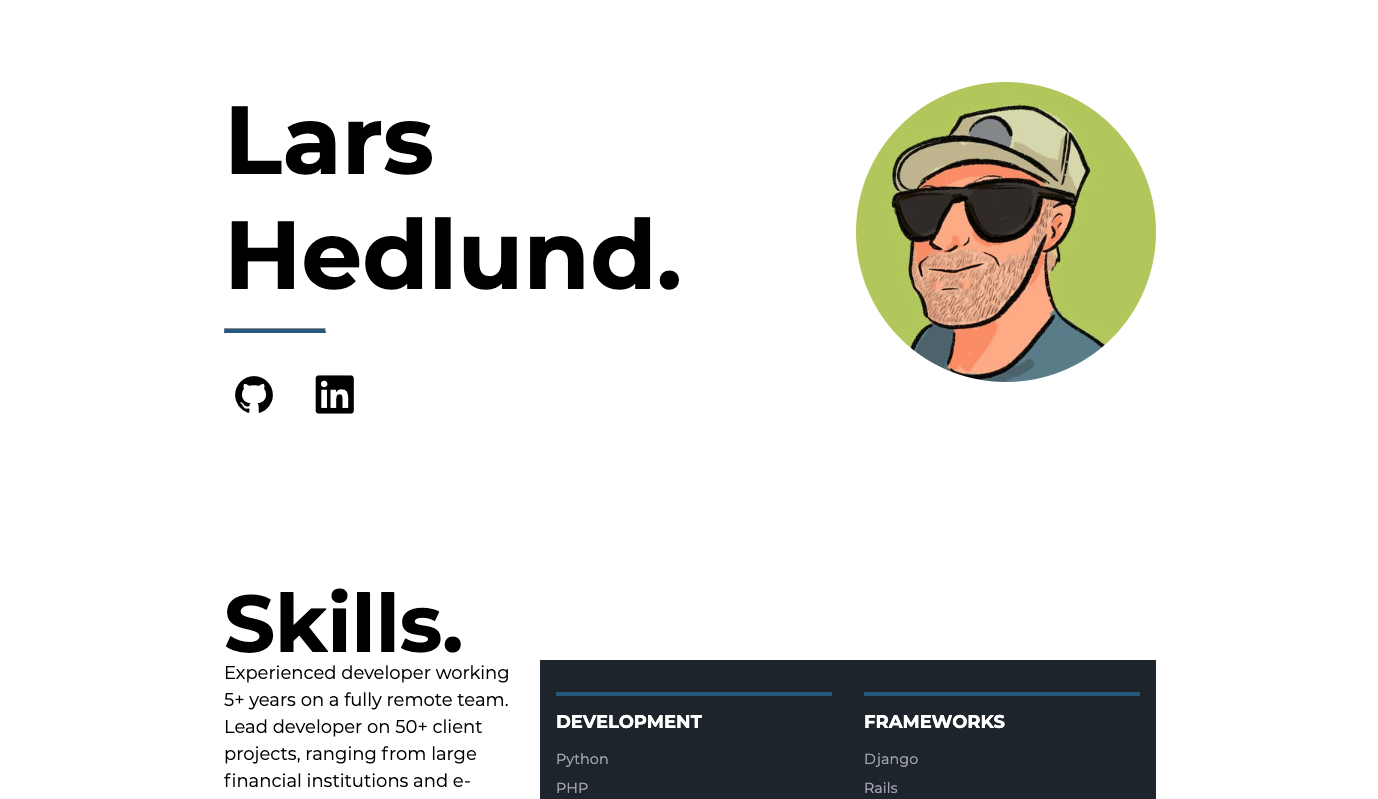 Lars
Hedlund.
in
Skills.
Experienced developer working
5+ years on a fully remote team.
Lead developer on 50+ client
projects, ranging from large
financial institutions and e-
DEVELOPMENT
Python
PHP
FRAMEWORKS
Django
Rails